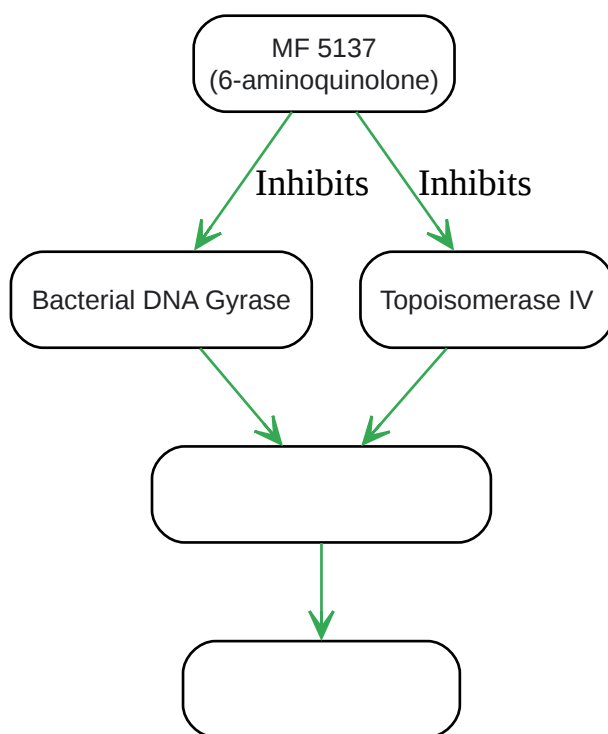 MF 5137
(6-aminoquinolone)
Inhibits
Inhibits
Bacterial DNA Gyrase
Topoisomerase IV